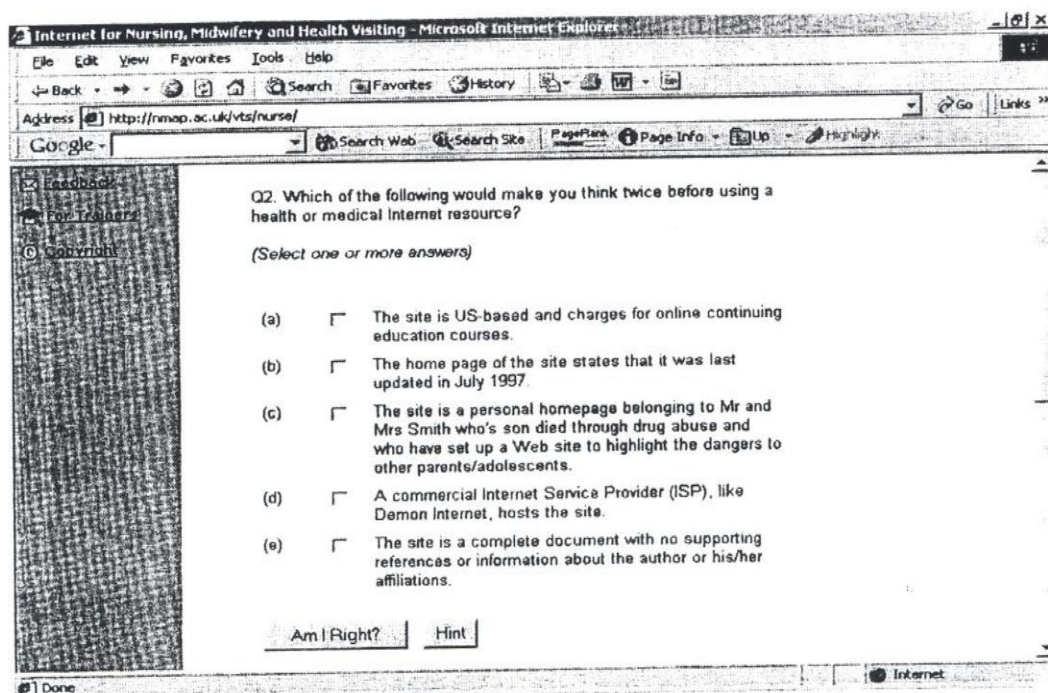 Internet for Nursing, Midwifery and Health Visiting - Microsoft Internet Explorer
File Edit View Favorites Tools Help
Back Search Favorites History
Address http://nmap.ac.uk/vts/nurse/ Go Links »
Google Search Web Search Site PageRank Page Info Up Highlight
Feedback
For Trainers
Copyright
Q2. Which of the following would make you think twice before using a
health or medical Internet resource?
(Select one or more answers)
(a) The site is US-based and charges for online continuing
education courses.
(b) The home page of the site states that it was last
updated in July 1997.
(c) The site is a personal homepage belonging to Mr and
Mrs Smith who's son died through drug abuse and
who have set up a Web site to highlight the dangers to
other parents/adolescents.
(d) A commercial Internet Service Provider (ISP), like
Demon Internet, hosts the site.
(e) The site is a complete document with no supporting
references or information about the author or his/her
affiliations.
Am I Right? Hint
Done Internet